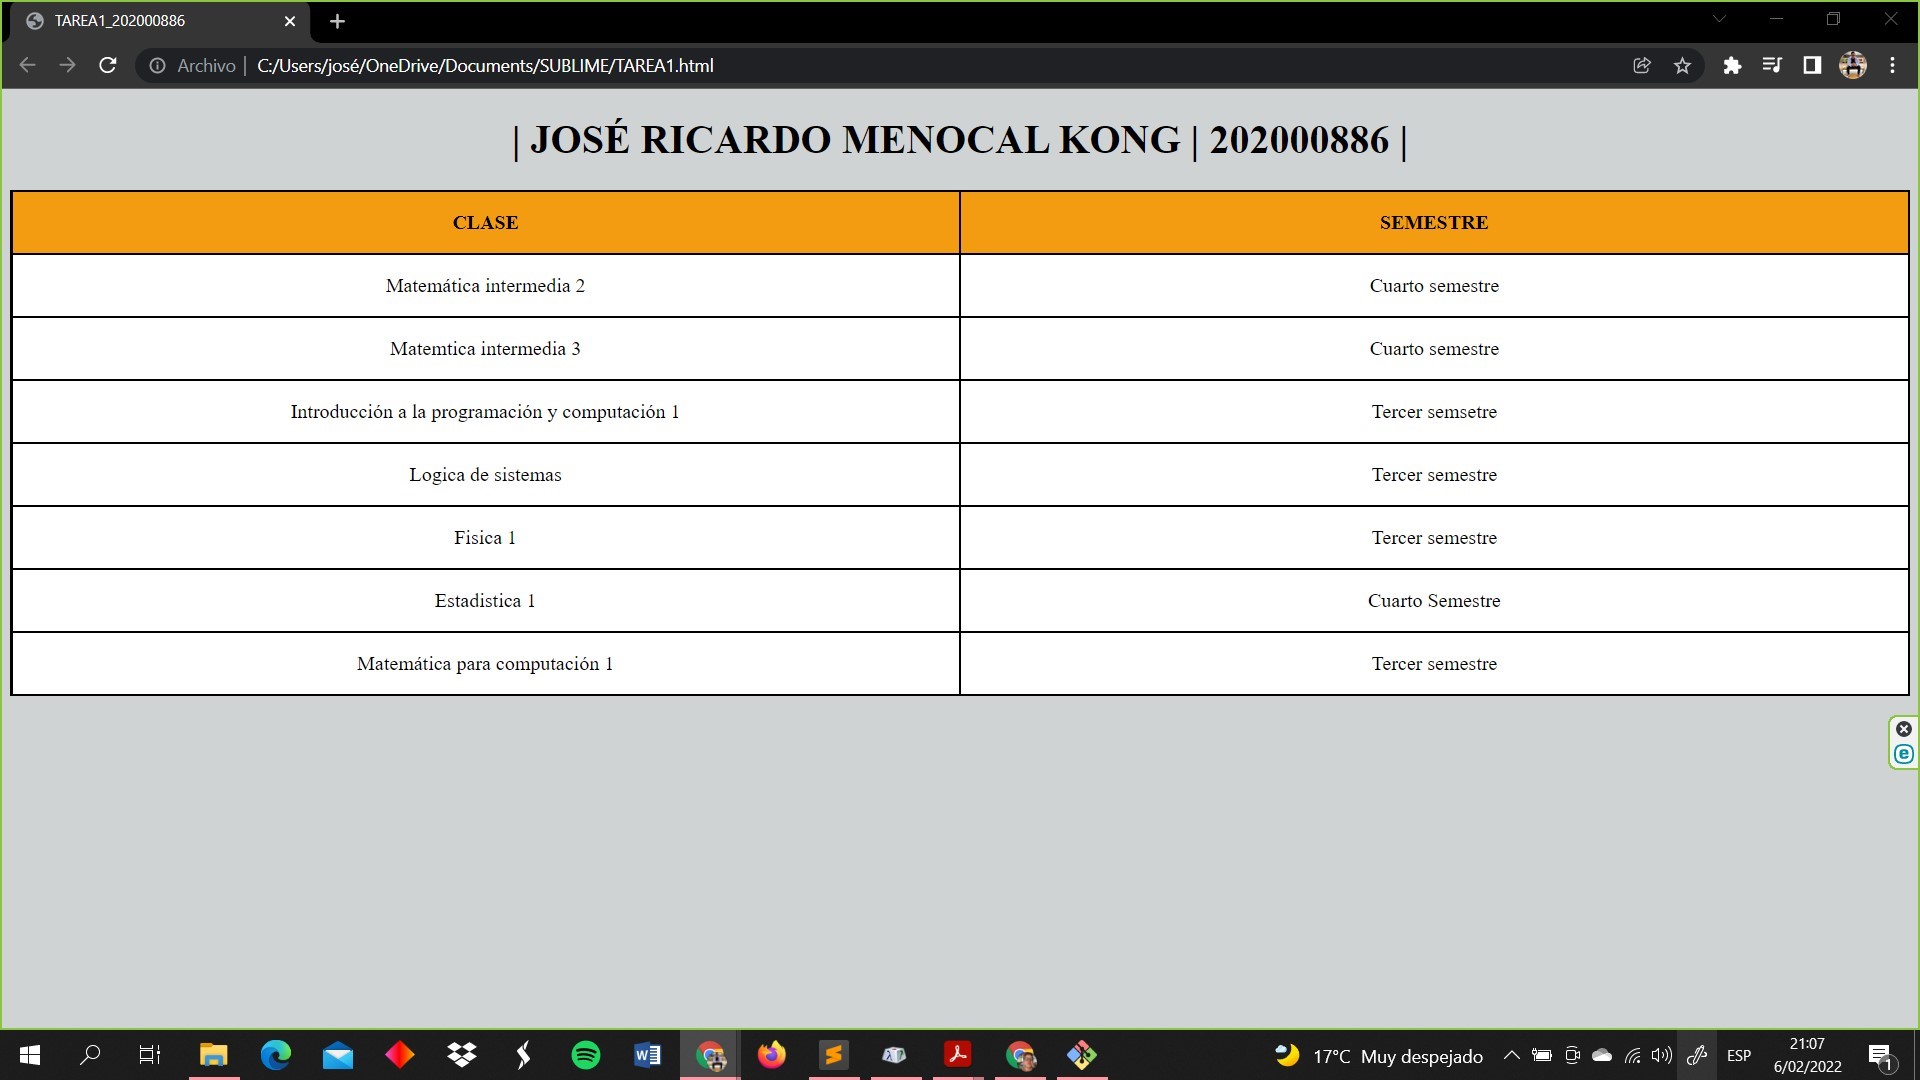 TAREA1_202000886
Archivo | C:/Users/josé/OneDrive/Documents/SUBLIME/TAREA1.html
| JOSÉ RICARDO MENOCAL KONG | 202000886 |
CLASE SEMESTRE
Matemática intermedia 2 Cuarto semestre
Matemtica intermedia 3 Cuarto semestre
Introducción a la programación y computación 1 Tercer semsetre
Logica de sistemas Tercer semestre
Fisica 1 Tercer semestre
Estadistica 1 Cuarto Semestre
Matemática para computación 1 Tercer semestre
17°C Muy despejado ESP 21:07
6/02/2022 1